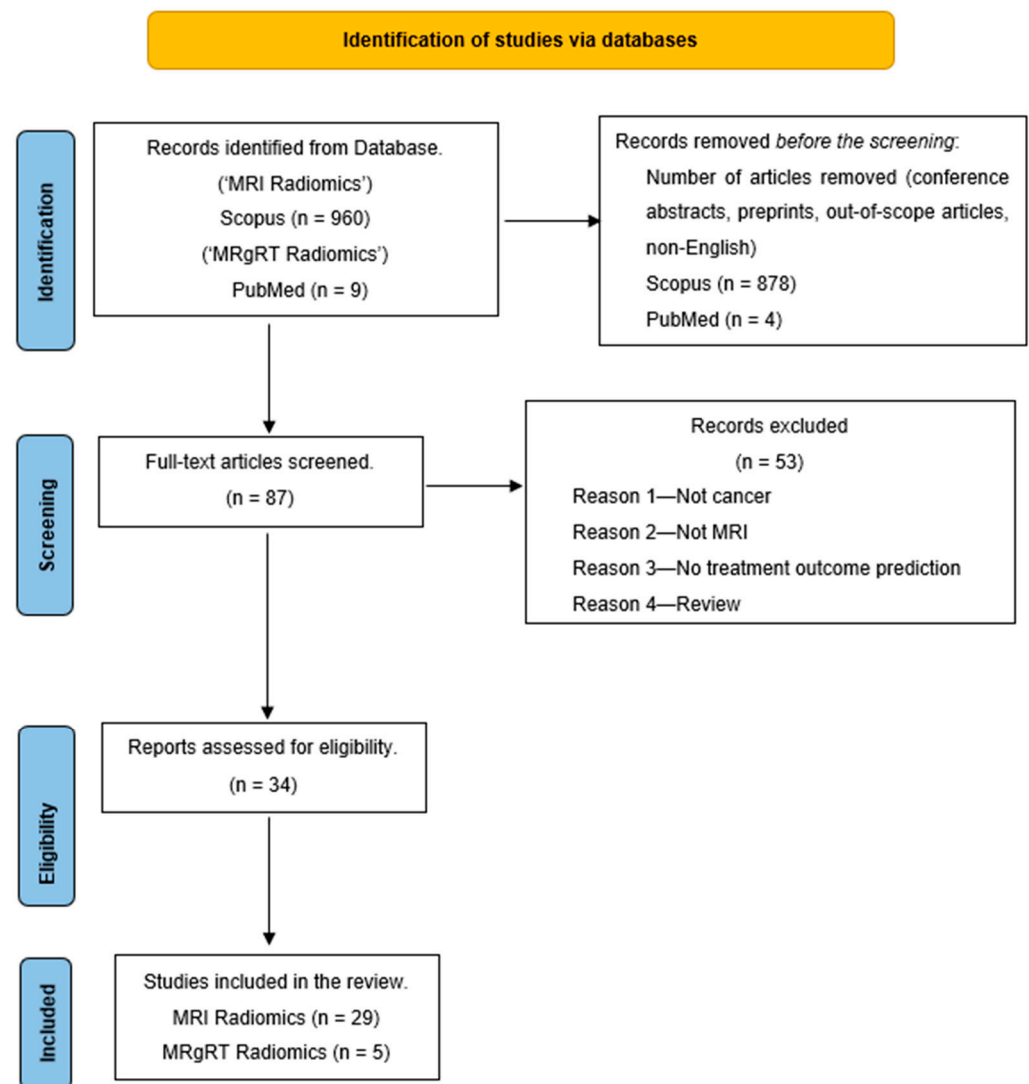 Identification of studies via databases
Identification
Records identified from Database.
(‘MRI Radiomics’)
Scopus (n = 960)
(‘MRgRT Radiomics’)
PubMed (n = 9)
Records removed before the screening:
Number of articles removed (conference
abstracts, preprints, out-of-scope articles,
non-English)
Scopus (n = 878)
PubMed (n = 4)
Screening
Full-text articles screened.
(n = 87)
Records excluded
(n = 53)
Reason 1—Not cancer
Reason 2—Not MRI
Reason 3—No treatment outcome prediction
Reason 4—Review
Eligibility
Reports assessed for eligibility.
(n = 34)
Included
Studies included in the review.
MRI Radiomics (n = 29)
MRgRT Radiomics (n = 5)